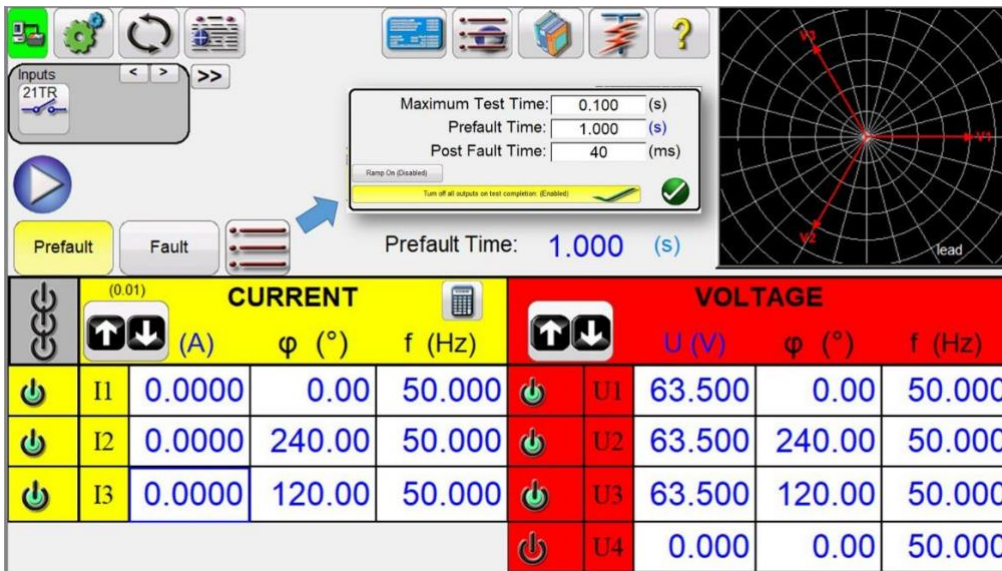 Inputs < > >>
21TR
Maximum Test Time: 0.100 (s)
Prefault Time: 1.000 (s)
Post Fault Time: 40 (ms)
Ramp On (Disabled)
Turn off all outputs on test completion: (Enabled)
Prefault Fault Prefault Time: 1.000 (s)
V3
V1
V2
lead
(0.01) CURRENT VOLTAGE
(A) φ (°) f (Hz) U (V) φ (°) f (Hz)
I1 0.0000 0.00 50.000 U1 63.500 0.00 50.000
I2 0.0000 240.00 50.000 U2 63.500 240.00 50.000
I3 0.0000 120.00 50.000 U3 63.500 120.00 50.000
U4 0.000 0.00 50.000